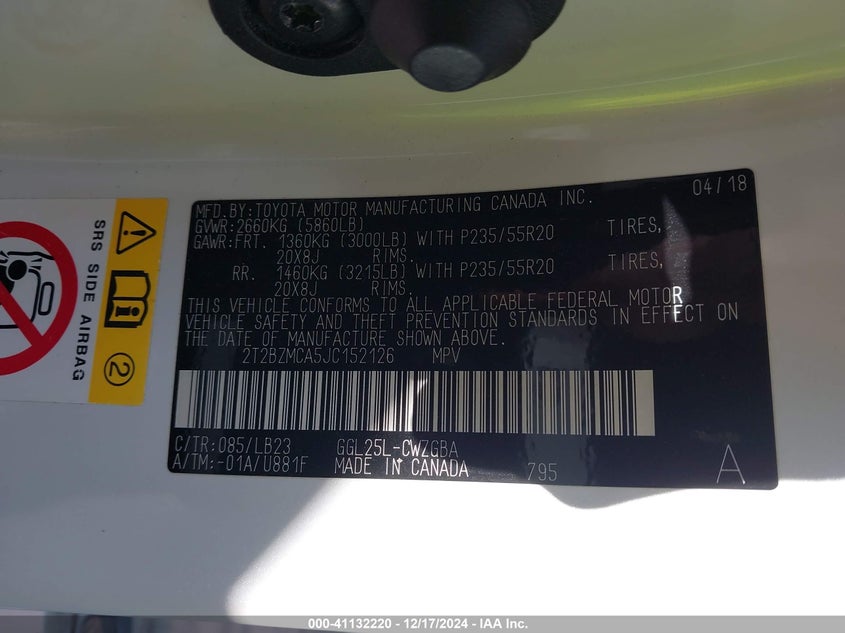 MFD.BY:TOYOTA MOTOR MANUFACTURING CANADA INC. 04/18
GVWR:2660KG (5860LB)
GAWR:FRT. 1360KG (3000LB) WITH P235/55R20 TIRES,
20X8J RIMS.
RR. 1460KG (3215LB) WITH P235/55R20 TIRES,
20X8J RIMS.
THIS VEHICLE CONFORMS TO ALL APPLICABLE FEDERAL MOTOR
VEHICLE SAFETY AND THEFT PREVENTION STANDARDS IN EFFECT ON
THE DATE OF MANUFACTURE SHOWN ABOVE.
2T2BZMCA5JC152126 MPV
C/TR:085/LB23 GGL25L-CWZGBA
A/TM:-01A/U881F MADE IN CANADA 795 A
SRS SIDE AIRBAG
2
000-41132220 - 12/17/2024 - IAA Inc.